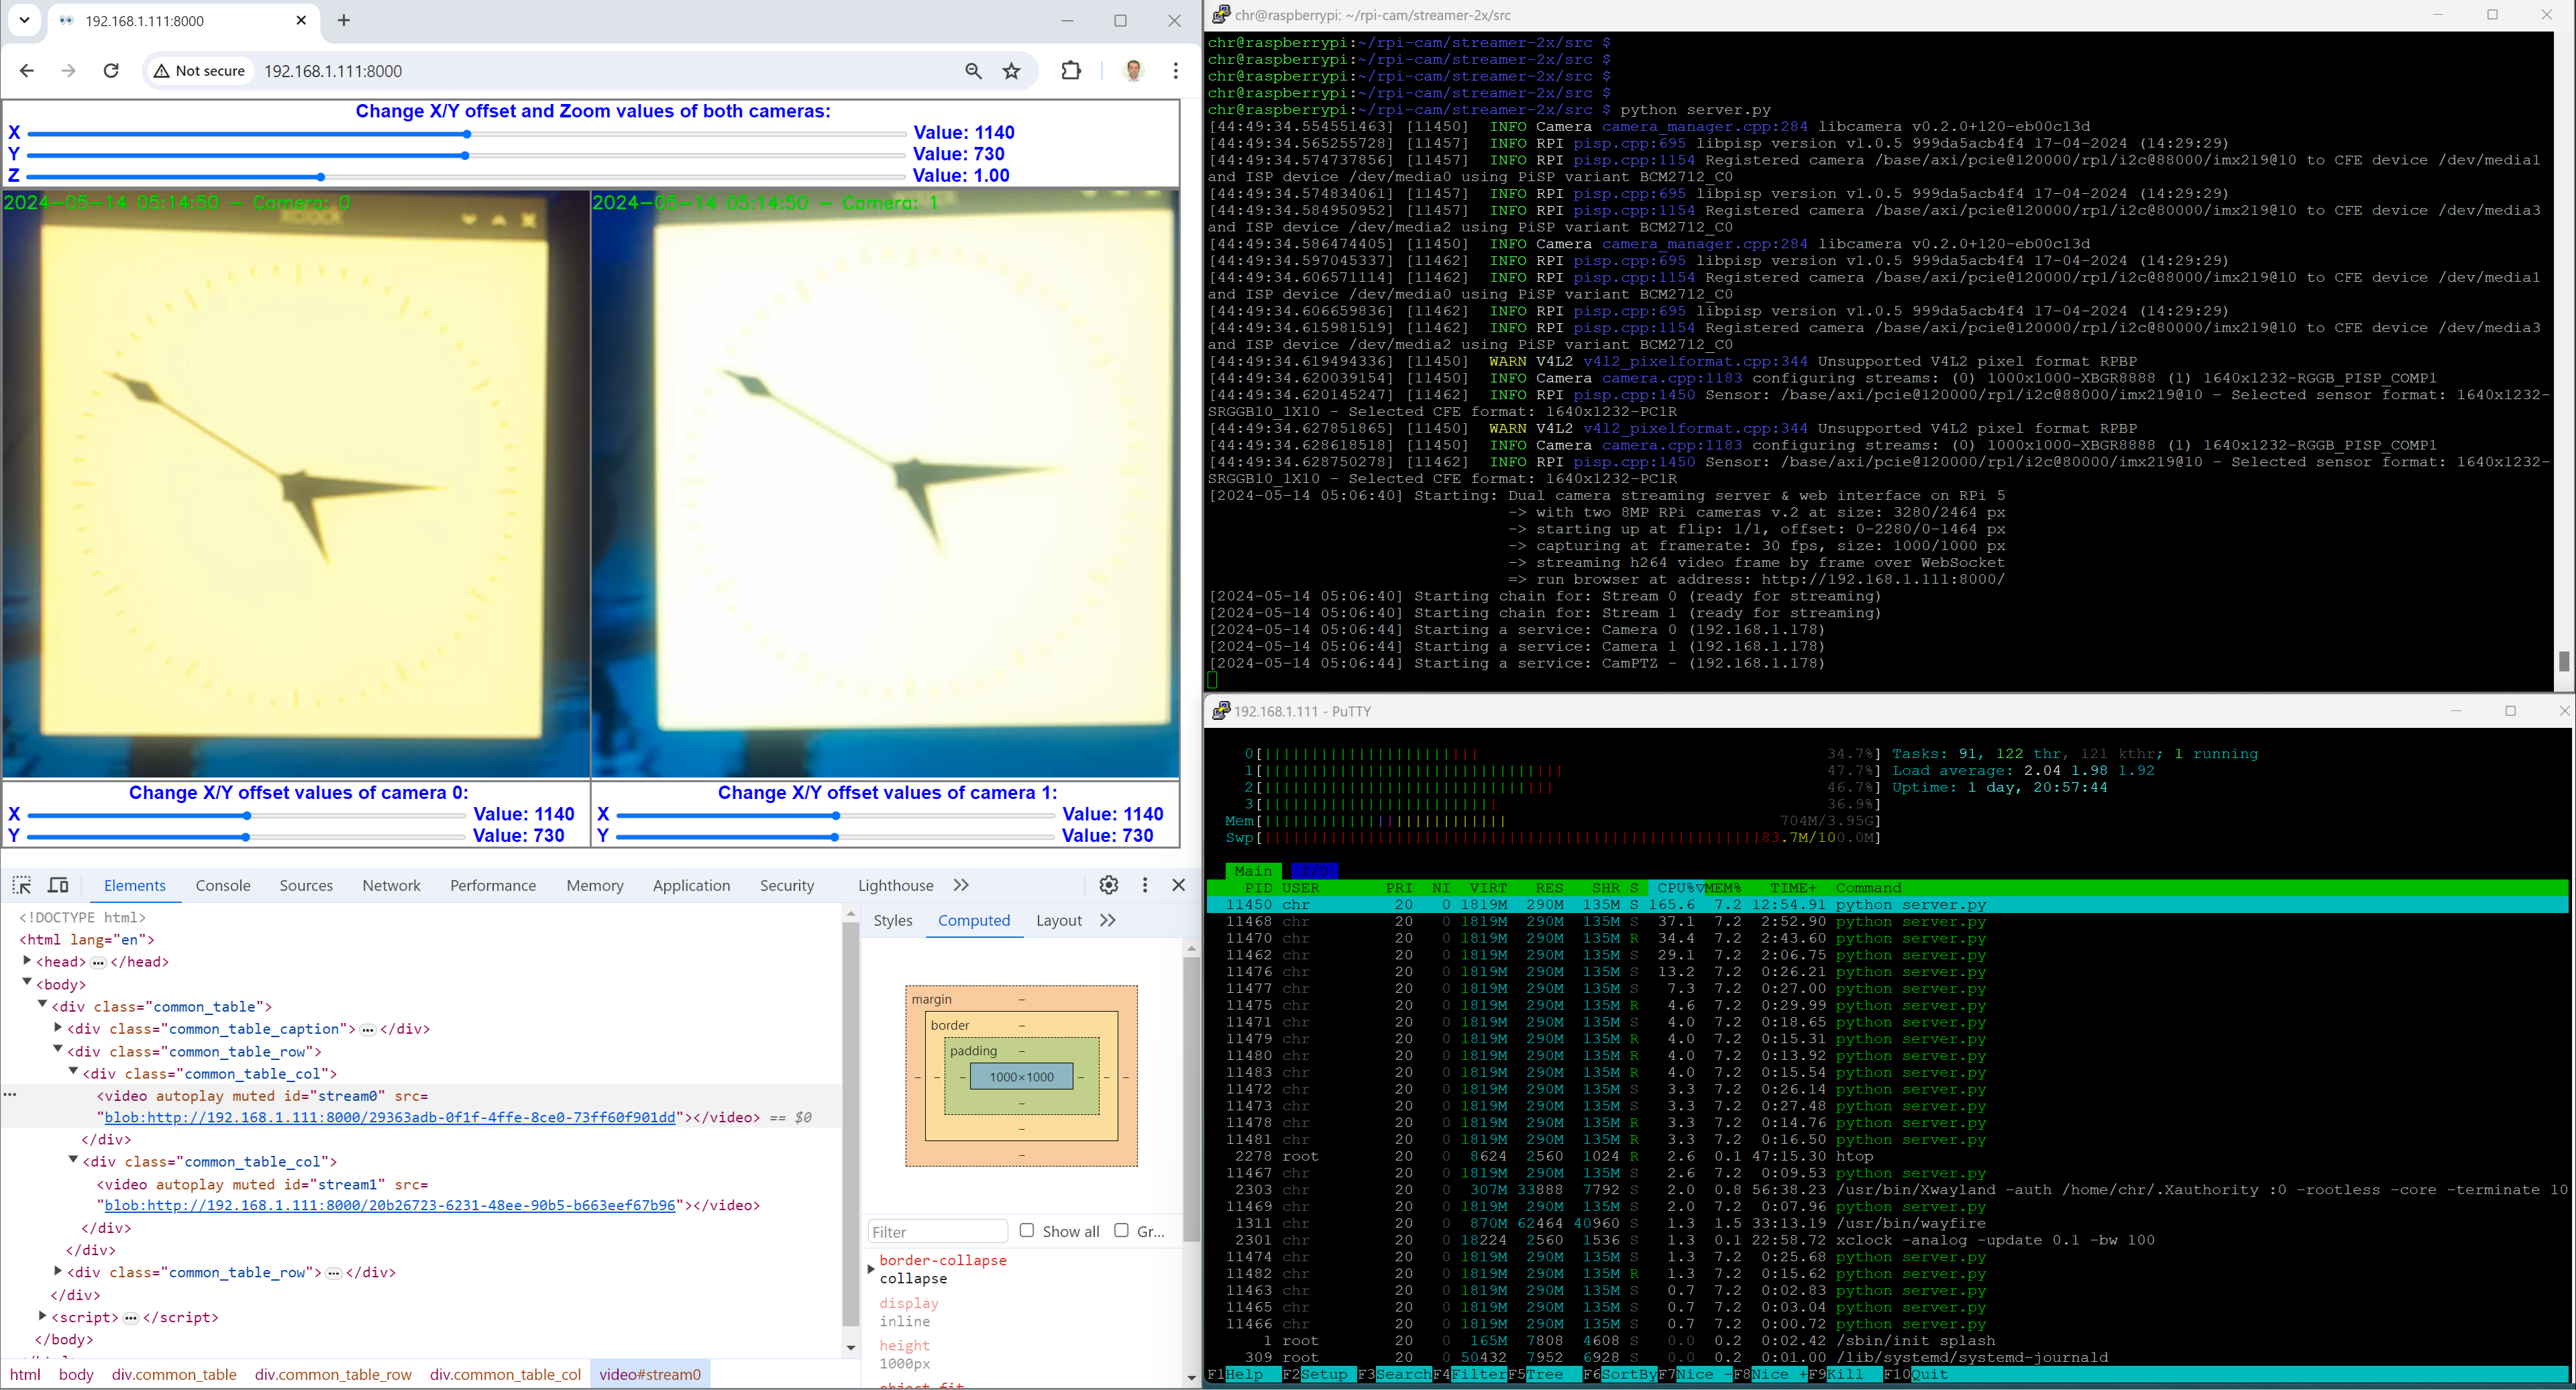 192.168.1.111:8000
Not secure 192.168.1.111:8000
Change X/Y offset and Zoom values of both cameras:
X Value: 1140
Y Value: 730
Z Value: 1.00
2024-05-14 05:14:50 - Camera: 0
2024-05-14 05:14:50 - Camera: 1
Change X/Y offset values of camera 0:
X Value: 1140
Y Value: 730
Change X/Y offset values of camera 1:
X Value: 1140
Y Value: 730
Elements Console Sources Network Performance Memory Application Security Lighthouse
<!DOCTYPE html>
<html lang="en">
<head> … </head>
<body>
<div class="common_table">
<div class="common_table_caption"> … </div>
<div class="common_table_row">
<div class="common_table_col">
<video autoplay muted id="stream0" src=
"blob:http://192.168.1.111:8000/29363adb-0f1f-4ffe-8ce0-73ff60f901dd"></video> == $0
</div>
<div class="common_table_col">
<video autoplay muted id="stream1" src=
"blob:http://192.168.1.111:8000/20b26723-6231-48ee-90b5-b663eef67b96"></video>
</div>
</div>
<div class="common_table_row"> … </div>
</div>
<script> … </script>
</body>
html body div.common_table div.common_table_row div.common_table_col video#stream0
Styles Computed Layout
margin –
border –
padding –
1000×1000
Filter Show all Gr...
border-collapse
collapse
display
inline
height
1000px
chr@raspberrypi: ~/rpi-cam/streamer-2x/src
chr@raspberrypi:~/rpi-cam/streamer-2x/src $
chr@raspberrypi:~/rpi-cam/streamer-2x/src $
chr@raspberrypi:~/rpi-cam/streamer-2x/src $
chr@raspberrypi:~/rpi-cam/streamer-2x/src $
chr@raspberrypi:~/rpi-cam/streamer-2x/src $ python server.py
[44:49:34.554551463] [11450] INFO Camera camera_manager.cpp:284 libcamera v0.2.0+120-eb00c13d
[44:49:34.565255728] [11457] INFO RPI pisp.cpp:695 libpisp version v1.0.5 999da5acb4f4 17-04-2024 (14:29:29)
[44:49:34.574737856] [11457] INFO RPI pisp.cpp:1154 Registered camera /base/axi/pcie@120000/rp1/i2c@88000/imx219@10 to CFE device /dev/media1
and ISP device /dev/media0 using PiSP variant BCM2712_C0
[44:49:34.574834061] [11457] INFO RPI pisp.cpp:695 libpisp version v1.0.5 999da5acb4f4 17-04-2024 (14:29:29)
[44:49:34.584950952] [11457] INFO RPI pisp.cpp:1154 Registered camera /base/axi/pcie@120000/rp1/i2c@80000/imx219@10 to CFE device /dev/media3
and ISP device /dev/media2 using PiSP variant BCM2712_C0
[44:49:34.586474405] [11450] INFO Camera camera_manager.cpp:284 libcamera v0.2.0+120-eb00c13d
[44:49:34.597045337] [11462] INFO RPI pisp.cpp:695 libpisp version v1.0.5 999da5acb4f4 17-04-2024 (14:29:29)
[44:49:34.606571114] [11462] INFO RPI pisp.cpp:1154 Registered camera /base/axi/pcie@120000/rp1/i2c@88000/imx219@10 to CFE device /dev/media1
and ISP device /dev/media0 using PiSP variant BCM2712_C0
[44:49:34.606659836] [11462] INFO RPI pisp.cpp:695 libpisp version v1.0.5 999da5acb4f4 17-04-2024 (14:29:29)
[44:49:34.615981519] [11462] INFO RPI pisp.cpp:1154 Registered camera /base/axi/pcie@120000/rp1/i2c@80000/imx219@10 to CFE device /dev/media3
and ISP device /dev/media2 using PiSP variant BCM2712_C0
[44:49:34.619494336] [11450] WARN V4L2 v4l2_pixelformat.cpp:344 Unsupported V4L2 pixel format RPBP
[44:49:34.620039154] [11450] INFO Camera camera.cpp:1183 configuring streams: (0) 1000x1000-XBGR8888 (1) 1640x1232-RGGB_PISP_COMP1
[44:49:34.620145247] [11462] INFO RPI pisp.cpp:1450 Sensor: /base/axi/pcie@120000/rp1/i2c@88000/imx219@10 - Selected sensor format: 1640x1232-
SRGGB10_1X10 - Selected CFE format: 1640x1232-PC1R
[44:49:34.627851865] [11450] WARN V4L2 v4l2_pixelformat.cpp:344 Unsupported V4L2 pixel format RPBP
[44:49:34.628618518] [11450] INFO Camera camera.cpp:1183 configuring streams: (0) 1000x1000-XBGR8888 (1) 1640x1232-RGGB_PISP_COMP1
[44:49:34.628750278] [11462] INFO RPI pisp.cpp:1450 Sensor: /base/axi/pcie@120000/rp1/i2c@80000/imx219@10 - Selected sensor format: 1640x1232-
SRGGB10_1X10 - Selected CFE format: 1640x1232-PC1R
[2024-05-14 05:06:40] Starting: Dual camera streaming server & web interface on RPi 5
-> with two 8MP RPi cameras v.2 at size: 3280/2464 px
-> starting up at flip: 1/1, offset: 0-2280/0-1464 px
-> capturing at framerate: 30 fps, size: 1000/1000 px
-> streaming h264 video frame by frame over WebSocket
=> run browser at address: http://192.168.1.111:8000/
[2024-05-14 05:06:40] Starting chain for: Stream 0 (ready for streaming)
[2024-05-14 05:06:40] Starting chain for: Stream 1 (ready for streaming)
[2024-05-14 05:06:44] Starting a service: Camera 0 (192.168.1.178)
[2024-05-14 05:06:44] Starting a service: Camera 1 (192.168.1.178)
[2024-05-14 05:06:44] Starting a service: CamPTZ - (192.168.1.178)
192.168.1.111 - PuTTY
0[ 34.7%] Tasks: 91, 122 thr, 121 kthr; 1 running
1[ 47.7%] Load average: 2.04 1.98 1.92
2[ 46.7%] Uptime: 1 day, 20:57:44
3[ 36.9%]
Mem[ 704M/3.95G]
Swp[ 83.7M/100.0M]
Main I/O
PID USER PRI NI VIRT RES SHR S CPU%▽MEM% TIME+ Command
11450 chr 20 0 1819M 290M 135M S 165.6 7.2 12:54.91 python server.py
11468 chr 20 0 1819M 290M 135M S 37.1 7.2 2:52.90 python server.py
11470 chr 20 0 1819M 290M 135M R 34.4 7.2 2:43.60 python server.py
11462 chr 20 0 1819M 290M 135M S 29.1 7.2 2:06.75 python server.py
11476 chr 20 0 1819M 290M 135M S 13.2 7.2 0:26.21 python server.py
11477 chr 20 0 1819M 290M 135M S 7.3 7.2 0:27.00 python server.py
11475 chr 20 0 1819M 290M 135M R 4.6 7.2 0:29.99 python server.py
11471 chr 20 0 1819M 290M 135M S 4.0 7.2 0:18.65 python server.py
11479 chr 20 0 1819M 290M 135M R 4.0 7.2 0:15.31 python server.py
11480 chr 20 0 1819M 290M 135M R 4.0 7.2 0:13.92 python server.py
11483 chr 20 0 1819M 290M 135M R 4.0 7.2 0:15.54 python server.py
11472 chr 20 0 1819M 290M 135M S 3.3 7.2 0:26.14 python server.py
11473 chr 20 0 1819M 290M 135M S 3.3 7.2 0:27.48 python server.py
11478 chr 20 0 1819M 290M 135M R 3.3 7.2 0:14.76 python server.py
11481 chr 20 0 1819M 290M 135M R 3.3 7.2 0:16.50 python server.py
2278 root 20 0 8624 2560 1024 R 2.6 0.1 47:15.30 htop
11467 chr 20 0 1819M 290M 135M S 2.6 7.2 0:09.53 python server.py
2303 chr 20 0 307M 33888 7792 S 2.0 0.8 56:38.23 /usr/bin/Xwayland -auth /home/chr/.Xauthority :0 -rootless -core -terminate 10
11469 chr 20 0 1819M 290M 135M S 2.0 7.2 0:07.96 python server.py
1311 chr 20 0 870M 62464 40960 S 1.3 1.5 33:13.19 /usr/bin/wayfire
2301 chr 20 0 18224 2560 1536 S 1.3 0.1 22:58.72 xclock -analog -update 0.1 -bw 100
11474 chr 20 0 1819M 290M 135M S 1.3 7.2 0:25.68 python server.py
11482 chr 20 0 1819M 290M 135M R 1.3 7.2 0:15.62 python server.py
11463 chr 20 0 1819M 290M 135M S 0.7 7.2 0:02.83 python server.py
11465 chr 20 0 1819M 290M 135M S 0.7 7.2 0:03.04 python server.py
11466 chr 20 0 1819M 290M 135M S 0.7 7.2 0:00.72 python server.py
1 root 20 0 165M 7808 4608 S 0.0 0.2 0:02.42 /sbin/init splash
309 root 20 0 50432 7952 6928 S 0.0 0.2 0:01.00 /lib/systemd/systemd-journald
F1Help F2Setup F3SearchF4FilterF5Tree F6SortByF7Nice -F8Nice +F9Kill F10Quit